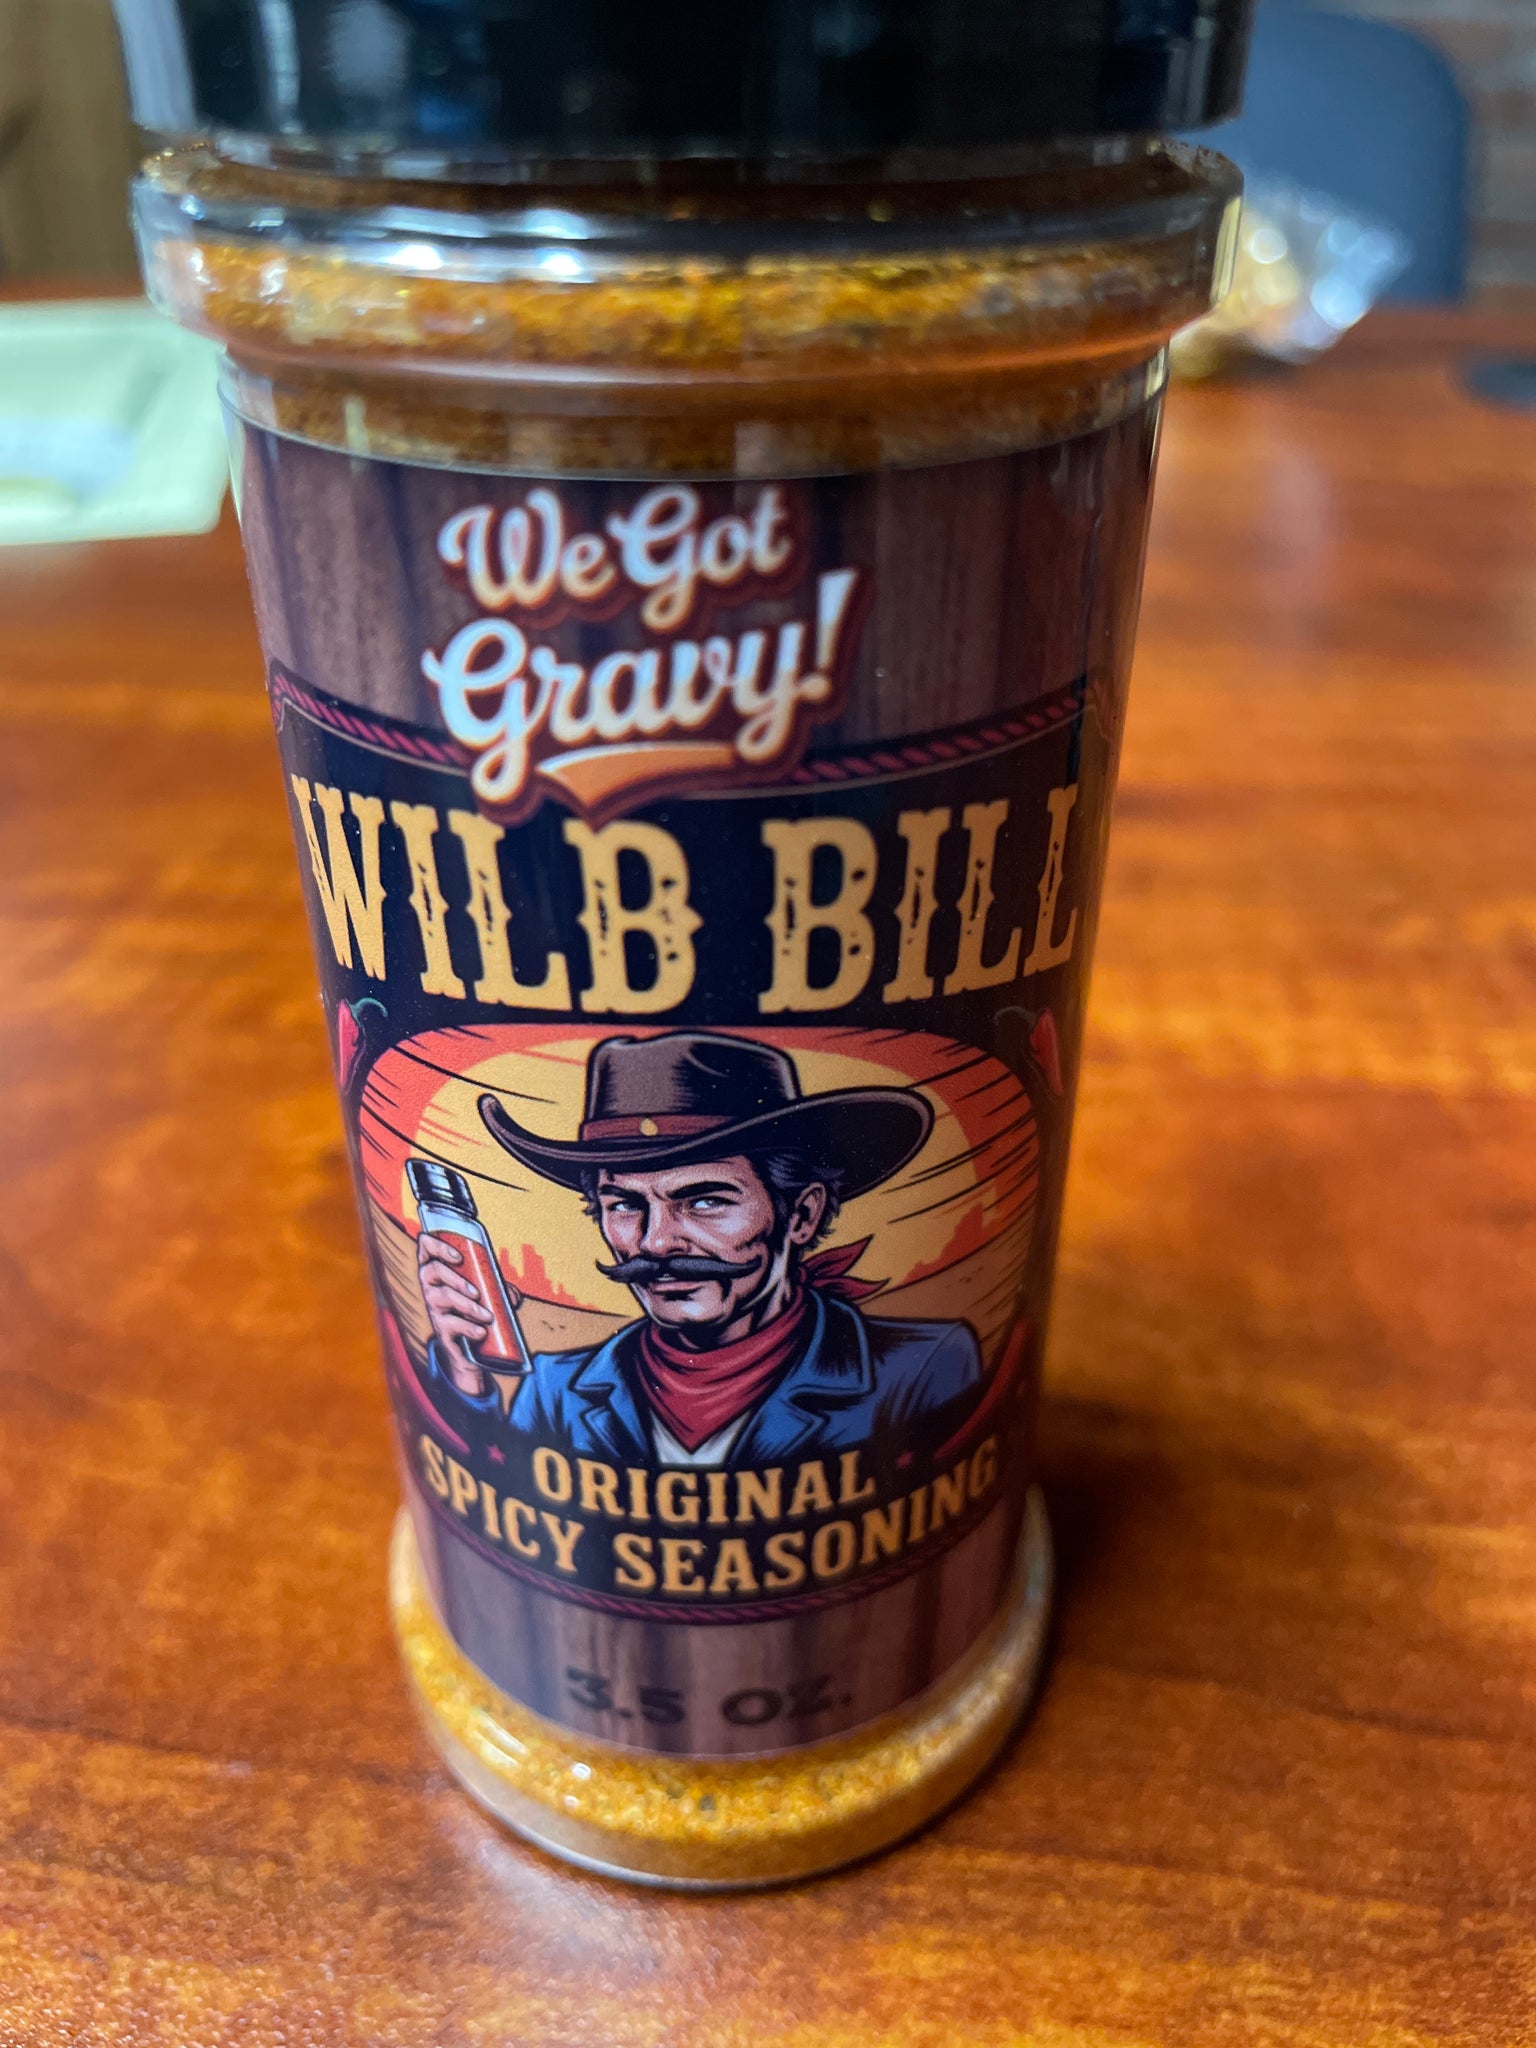 We Got
Gravy!
WILD BILL
ORIGINAL
SPICY SEASONING
3.5 OZ.